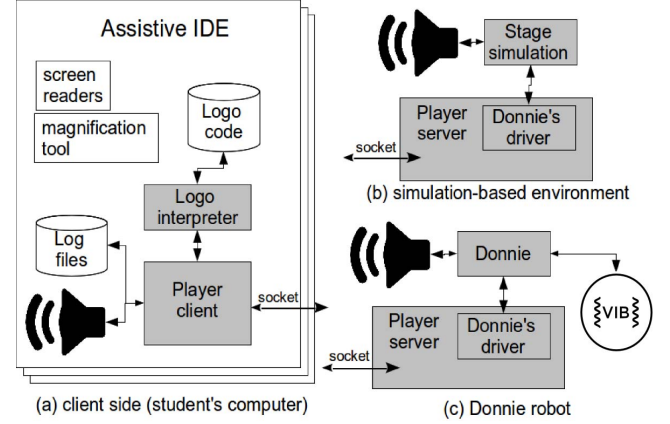 Assistive IDE
screen
readers
magnification
tool
Logo
code
Logo
interpreter
Log
files
Player
client
socket
(a) client side (student's computer)
Stage
simulation
Player
server
Donnie's
driver
socket
(b) simulation-based environment
Donnie
VIB
Player
server
Donnie's
driver
socket
(c) Donnie robot